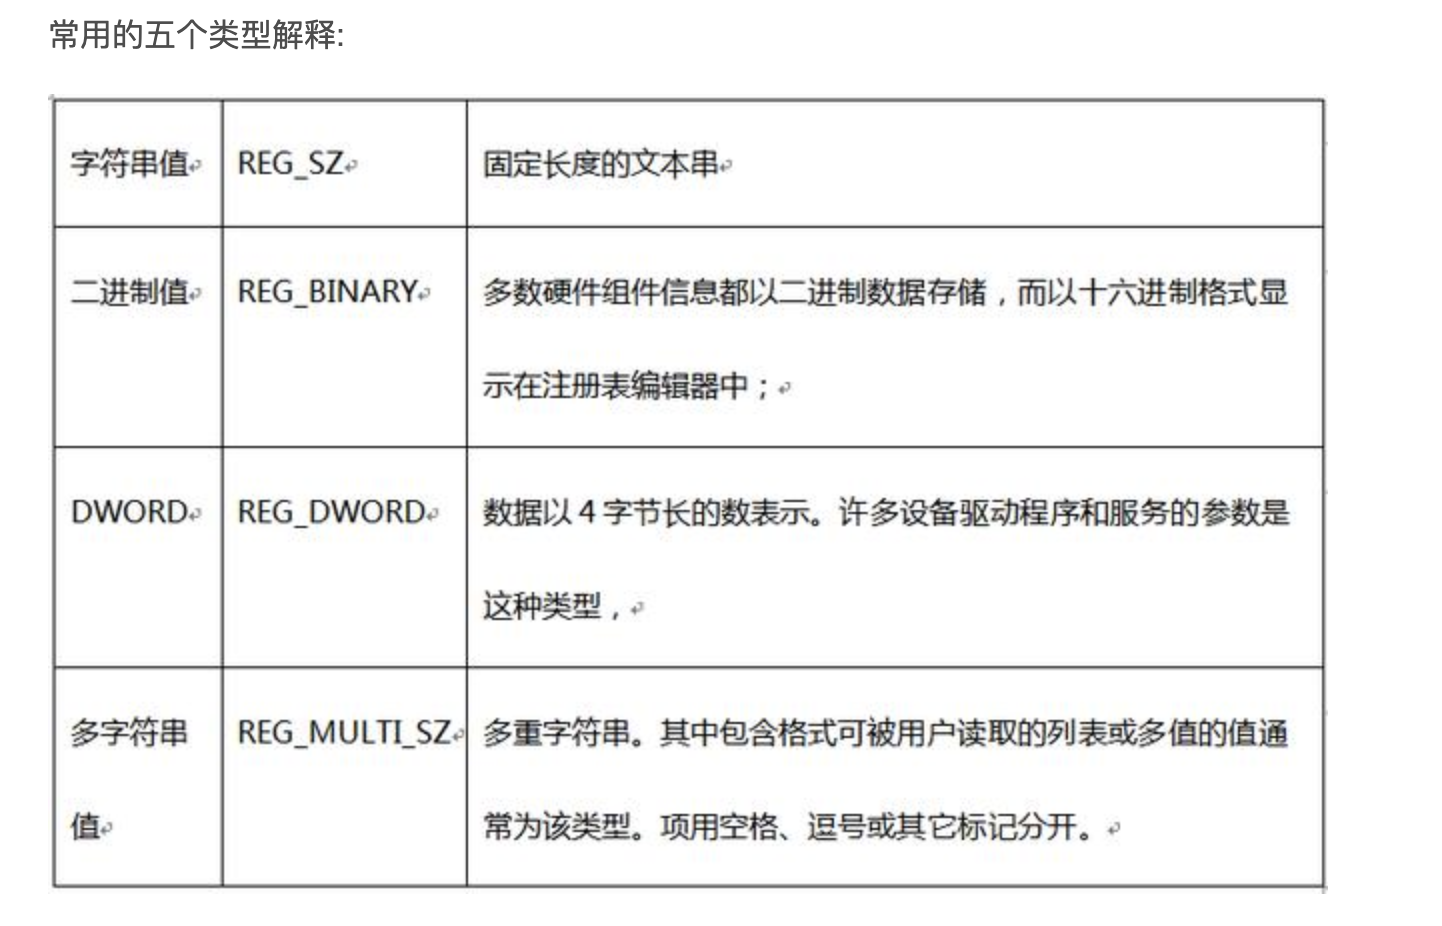 常用的五个类型解释:
字符串值 REG_SZ 固定长度的文本串
二进制值 REG_BINARY 多数硬件组件信息都以二进制数据存储，而以十六进制格式显
示在注册表编辑器中；
DWORD REG_DWORD 数据以 4 字节长的数表示。许多设备驱动程序和服务的参数是
这种类型，
多字符串 REG_MULTI_SZ 多重字符串。其中包含格式可被用户读取的列表或多值的值通
值 常为该类型。项用空格、逗号或其它标记分开。